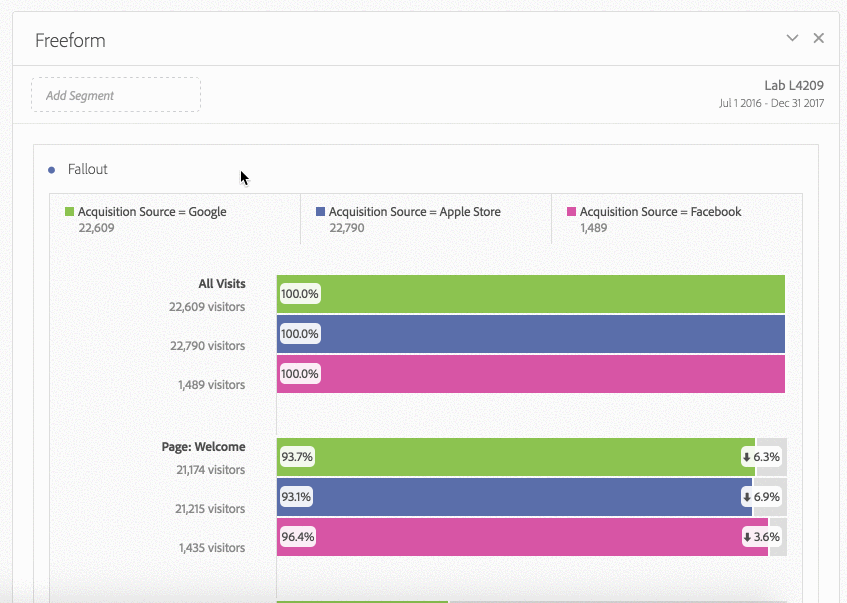 Freeform
Add Segment
Lab L4209
Jul 1 2016 - Dec 31 2017
Fallout
Acquisition Source = Google
22,609
Acquisition Source = Apple Store
22,790
Acquisition Source = Facebook
1,489
All Visits
22,609 visitors
100.0%
22,790 visitors
100.0%
1,489 visitors
100.0%
Page: Welcome
21,174 visitors
93.7% 6.3%
21,215 visitors
93.1% 6.9%
1,435 visitors
96.4% 3.6%